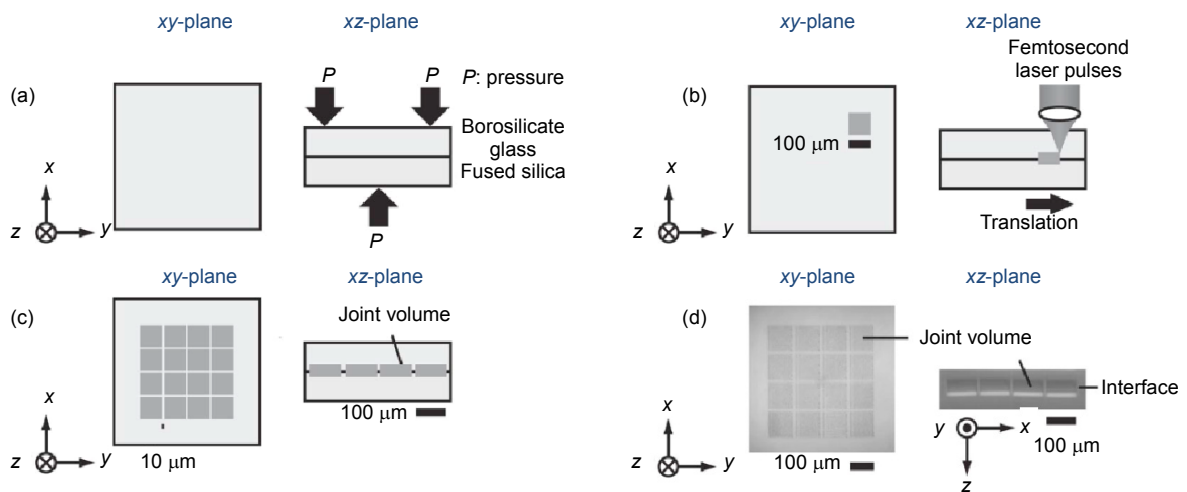 xy-plane
xz-plane
(a)
P
P
P: pressure
Borosilicate
glass
Fused silica
P
x
z
y
xy-plane
xz-plane
Femtosecond
laser pulses
(b)
100 μm
Translation
x
z
y
xy-plane
xz-plane
(c)
Joint volume
100 μm
x
z
y
10 μm
xy-plane
xz-plane
(d)
Joint volume
Interface
x
z
y
100 μm
y
x
100 μm
z